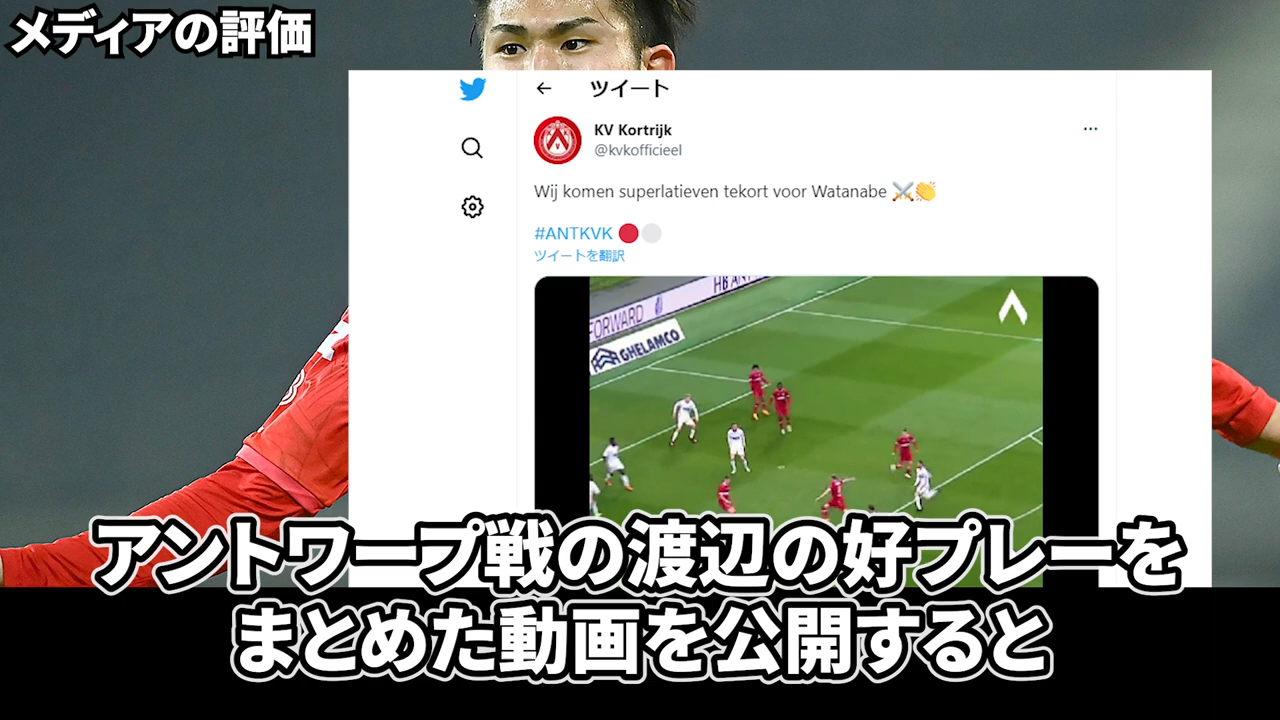 メディアの評価
ツイート
KV Kortrijk
@kvkofficieel
Wij komen superlatieven tekort voor Watanabe ⚔️👏
#ANTKVK 🔴⚪
ツイートを翻訳
HB ANT
FORWARD
GHELAMCO
アントワープ戦の渡辺の好プレーを
まとめた動画を公開すると